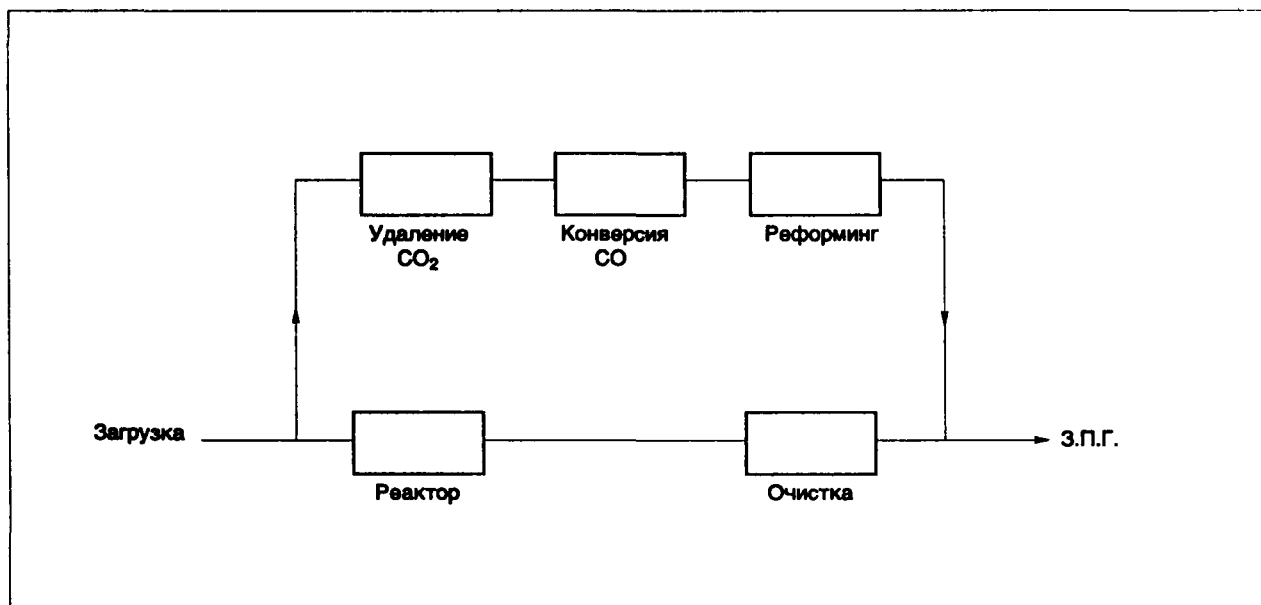 Удаление
CO₂
Конверсия
CO
Реформинг
Загрузка
З.П.Г.
Реактор
Очистка